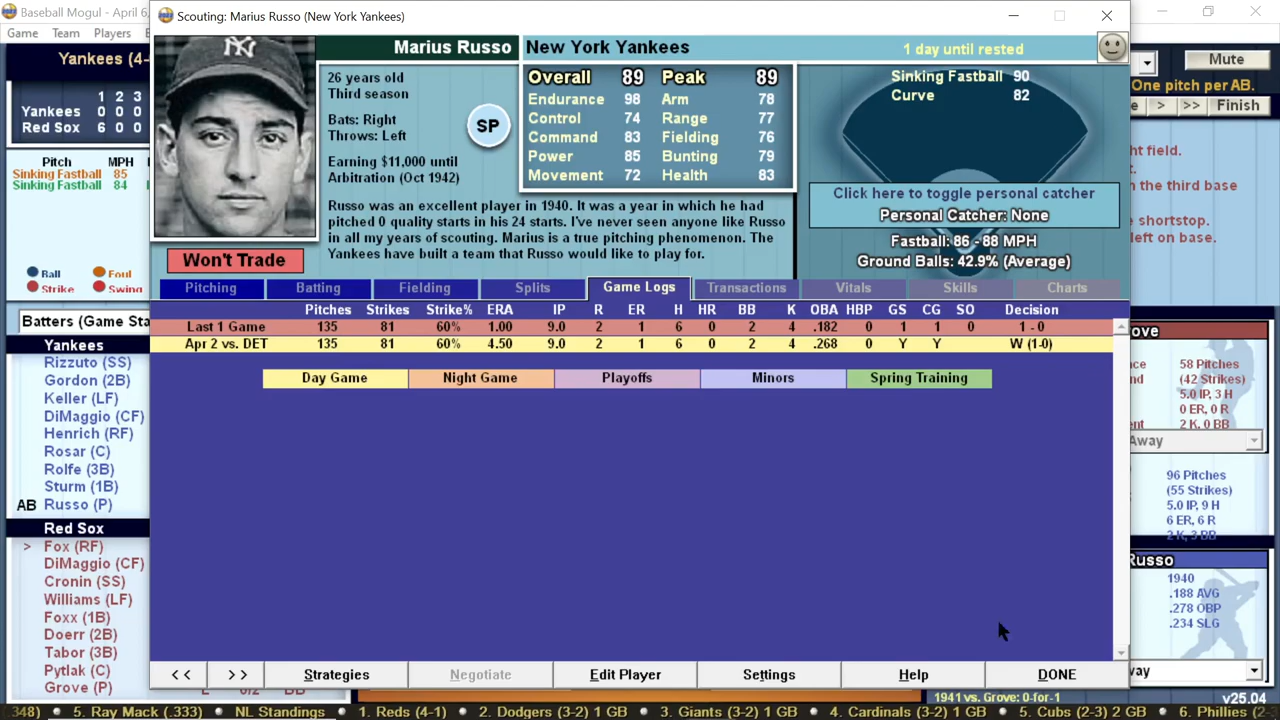 Baseball Mogul - April 6,
Scouting: Marius Russo (New York Yankees)
Game Team Players
Yankees (4-
1 2 3
Yankees 0 0 0
Red Sox 6 0 0
Pitch MPH
Sinking Fastball 85
Sinking Fastball 84
Ball Foul
Strike Swing
Batters (Game Sta
Yankees
Rizzuto (SS)
Gordon (2B)
Keller (LF)
DiMaggio (CF)
Henrich (RF)
Rosar (C)
Rolfe (3B)
Sturm (1B)
AB Russo (P)
Red Sox
> Fox (RF)
DiMaggio (CF)
Cronin (SS)
Williams (LF)
Foxx (1B)
Doerr (2B)
Tabor (3B)
Pytlak (C)
Grove (P)
Marius Russo
New York Yankees
1 day until rested
26 years old
Third season
Bats: Right
Throws: Left
Earning $11,000 until
Arbitration (Oct 1942)
SP
Overall 89 Peak 89
Endurance 98 Arm 78
Control 74 Range 77
Command 83 Fielding 76
Power 85 Bunting 79
Movement 72 Health 83
Russo was an excellent player in 1940. It was a year in which he had
pitched 0 quality starts in his 24 starts. I've never seen anyone like Russo
in all my years of scouting. Marius is a true pitching phenomenon. The
Yankees have built a team that Russo would like to play for.
Won't Trade
Sinking Fastball 90
Curve 82
Click here to toggle personal catcher
Personal Catcher: None
Fastball: 86 - 88 MPH
Ground Balls: 42.9% (Average)
Pitching Batting Fielding Splits Game Logs Transactions Vitals Skills Charts
Pitches Strikes Strike% ERA IP R ER H HR BB K OBA HBP GS CG SO Decision
Last 1 Game 135 81 60% 1.00 9.0 2 1 6 0 2 4 .182 0 1 1 0 1 - 0
Apr 2 vs. DET 135 81 60% 4.50 9.0 2 1 6 0 2 4 .268 0 Y Y W (1-0)
Day Game Night Game Playoffs Minors Spring Training
<< >> Strategies Negotiate Edit Player Settings Help DONE
Mute
One pitch per AB.
e > >> Finish
ht field.
t.
n the third base
e shortstop.
left on base.
ove
nce 58 Pitches
nd (42 Strikes)
5.0 IP, 3 H
0 ER, 0 R
ent 2 K, 0 BB
Away
96 Pitches
(55 Strikes)
5.0 IP, 9 H
6 ER, 6 R
2 K, 3 BB
Russo
1940
.188 AVG
.278 OBP
.234 SLG
way
1941 vs. Grove: 0-for-1
v25.04
348) • 5. Ray Mack (.333) • NL Standings • 1. Reds (4-1) • 2. Dodgers (3-2) 1 GB • 3. Giants (3-2) 1 GB • 4. Cardinals (3-2) 1 GB • 5. Cubs (2-3) 2 GB • 6. Phillies (2-3